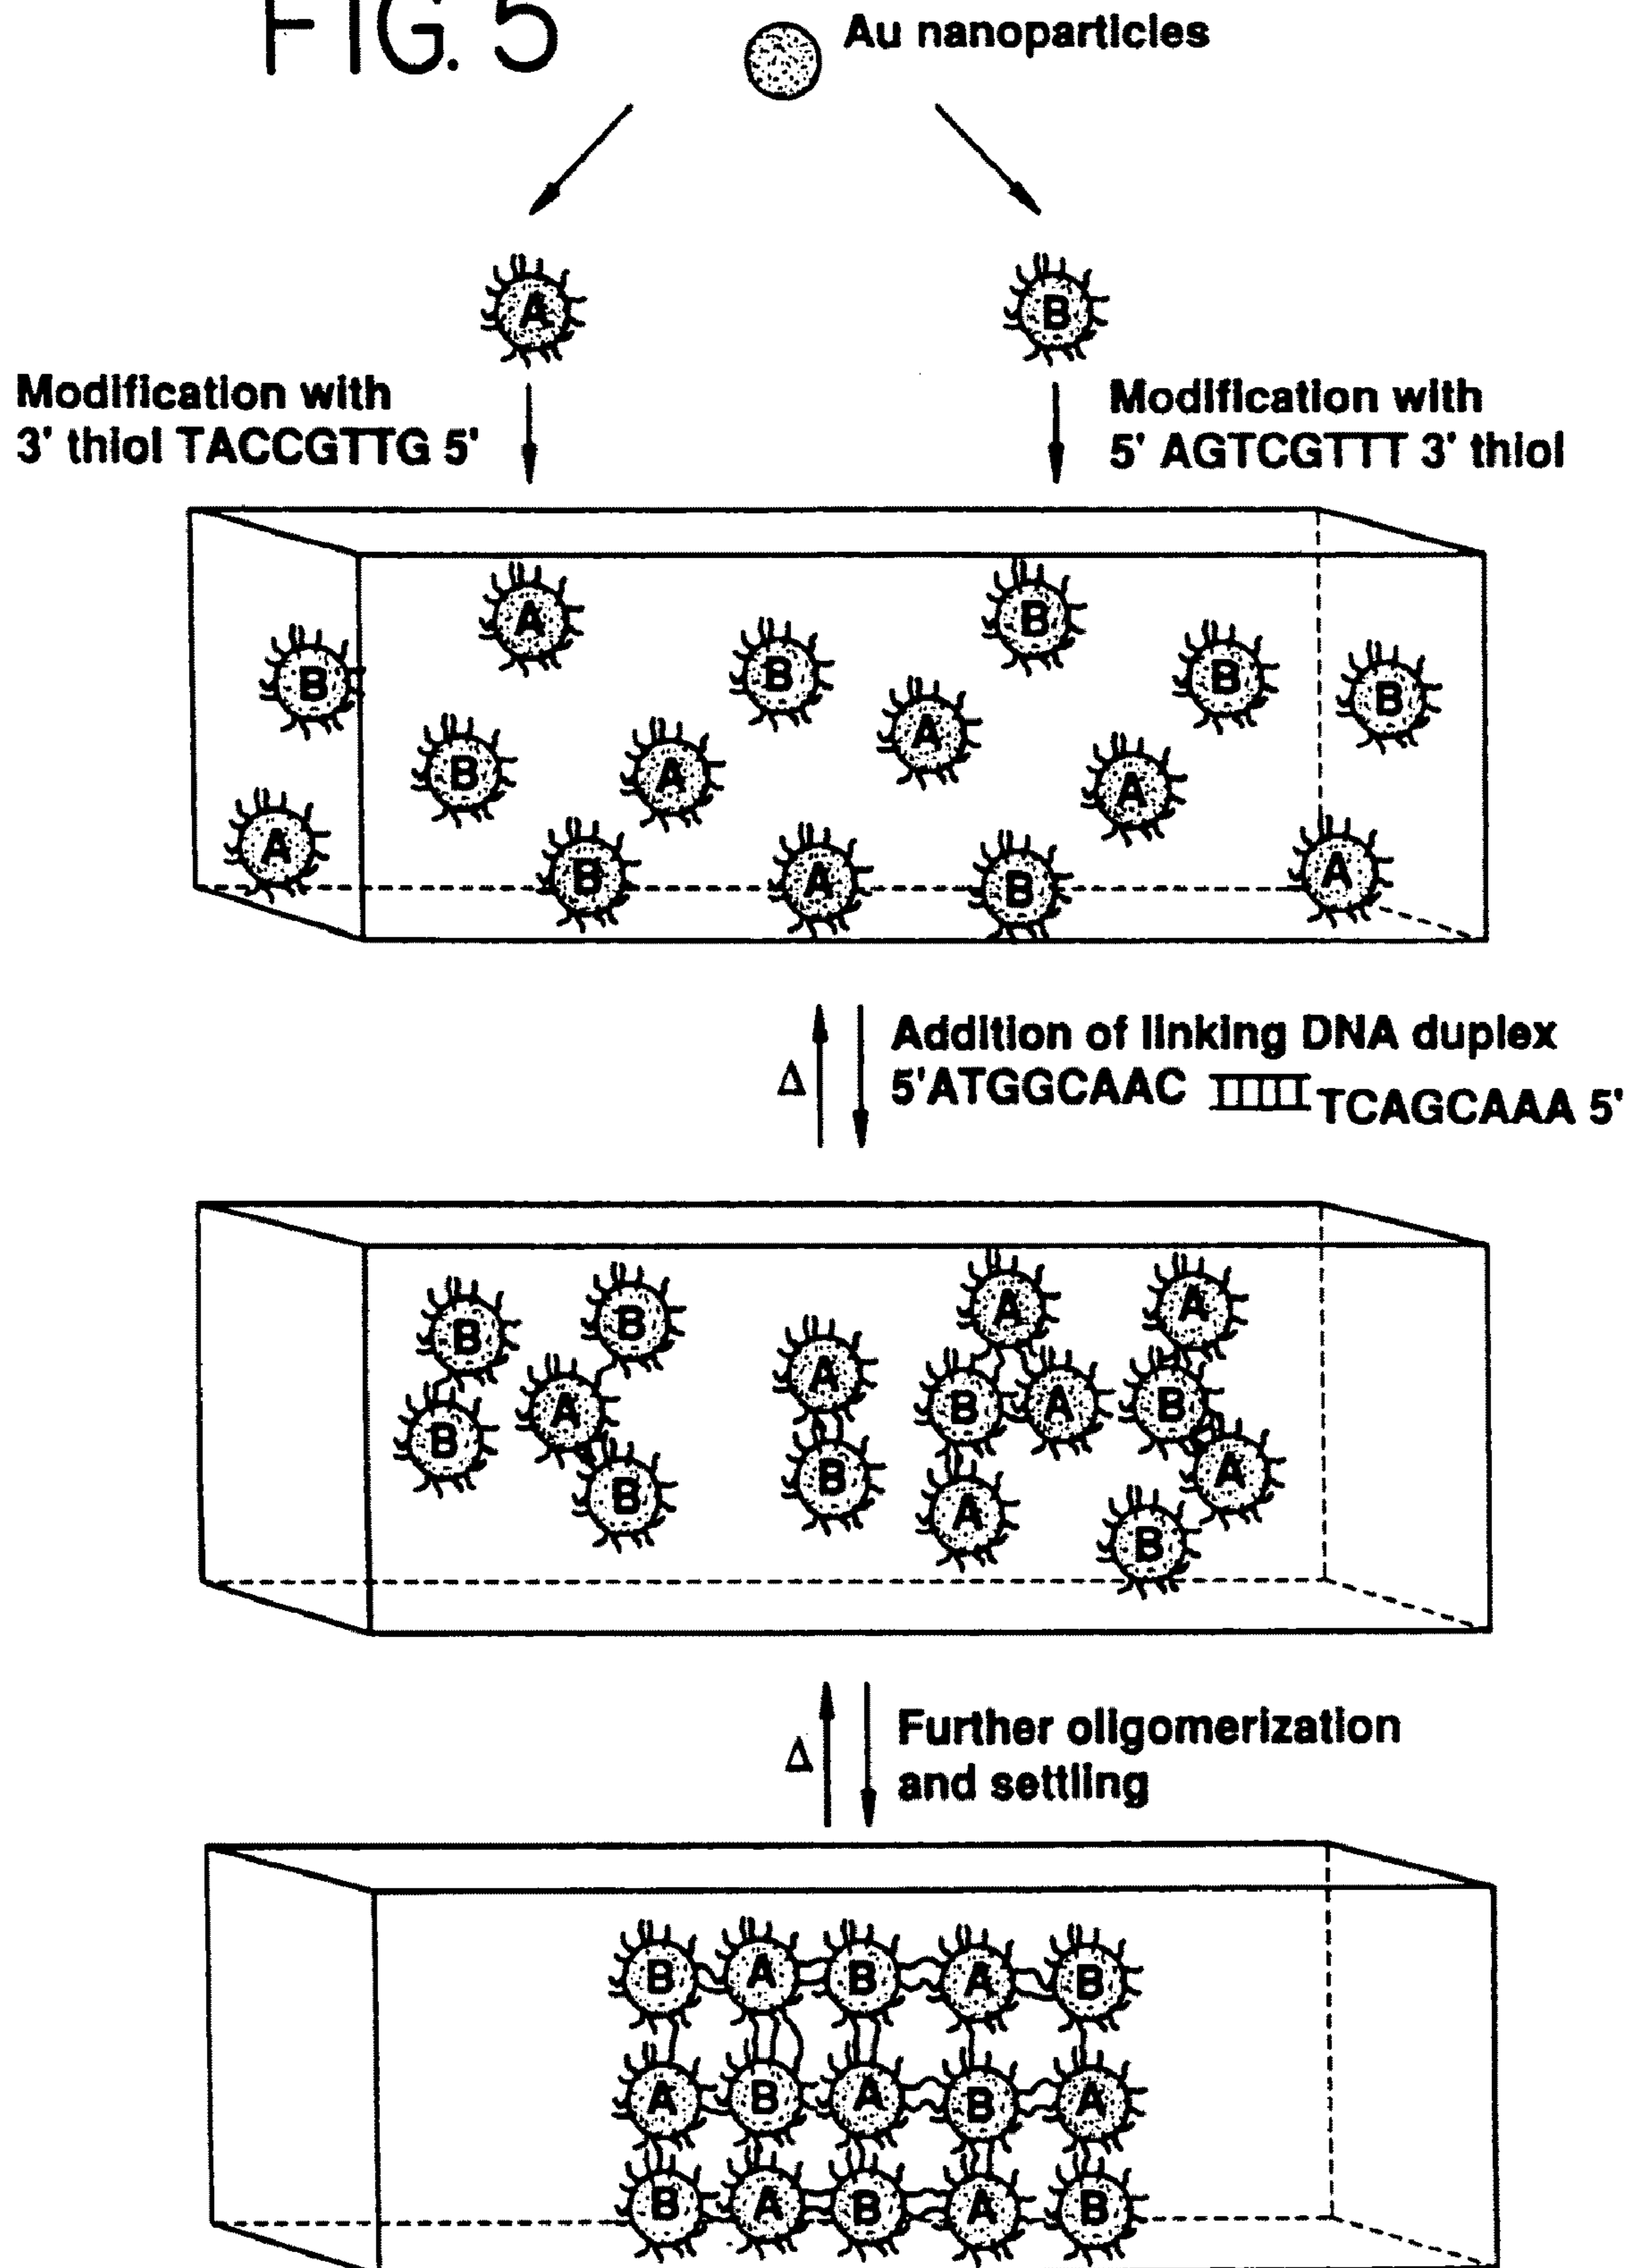 FIG. 5
Au nanoparticles
A
B
Modification with
3' thiol TACCGTTG 5'
Modification with
5' AGTCGTTT 3' thiol
A
B
B
B
B
B
A
B
A
A
A
B
A
B
A
Δ
Addition of linking DNA duplex
5'ATGGCAAC
TCAGCAAA 5'
B
B
A
A
A
B
A
B
A
B
B
B
A
A
B
B
Δ
Further oligomerization
and settling
B A B A B
A B A B A
B A B A B